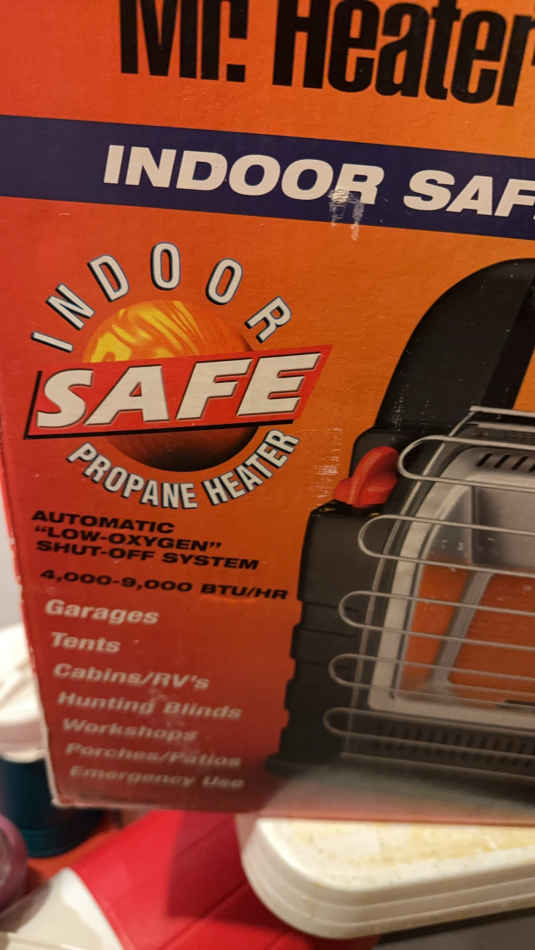 Mr. Heater
INDOOR SAF
INDOOR
SAFE
PROPANE HEATER
AUTOMATIC
“LOW-OXYGEN”
SHUT-OFF SYSTEM
4,000-9,000 BTU/HR
Garages
Tents
Cabins/RV's
Hunting Blinds
Workshops
Porches/Patios
Emergency Use